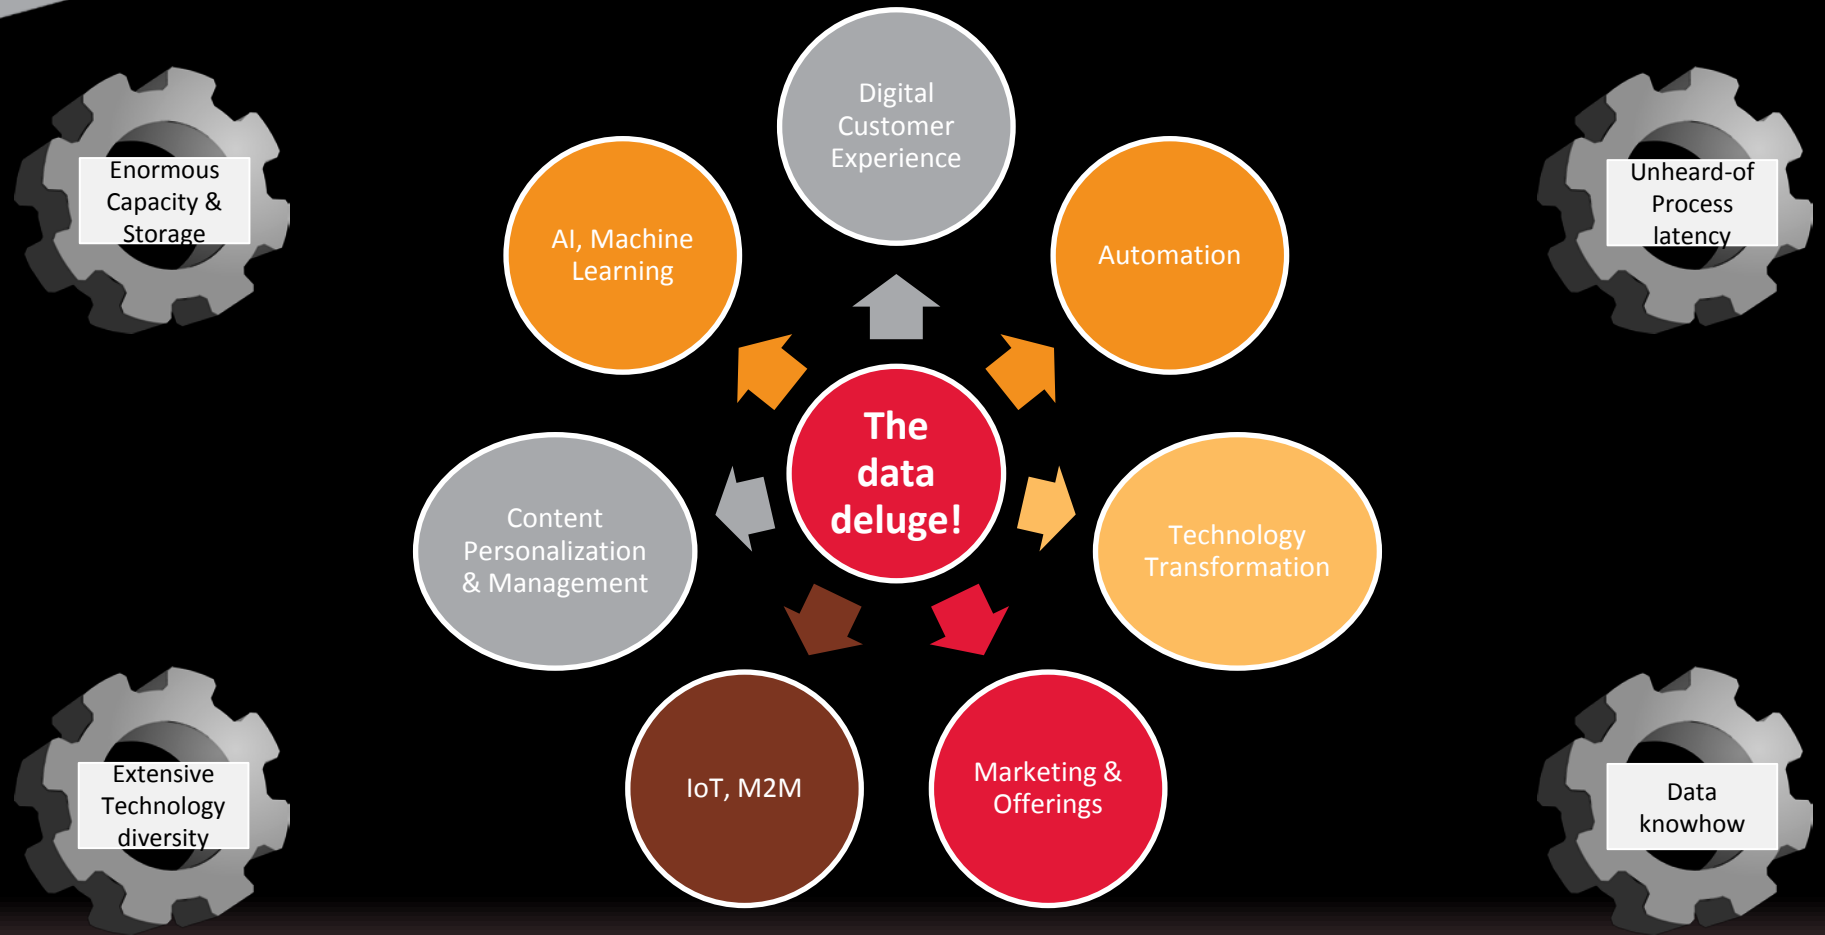 Digital
Customer
Experience
Enormous
Capacity &
Storage
Unheard-of
Process
latency
AI, Machine
Learning
Automation
The
data
deluge!
Content
Personalization
& Management
Technology
Transformation
IoT, M2M
Marketing &
Offerings
Extensive
Technology
diversity
Data
knowhow